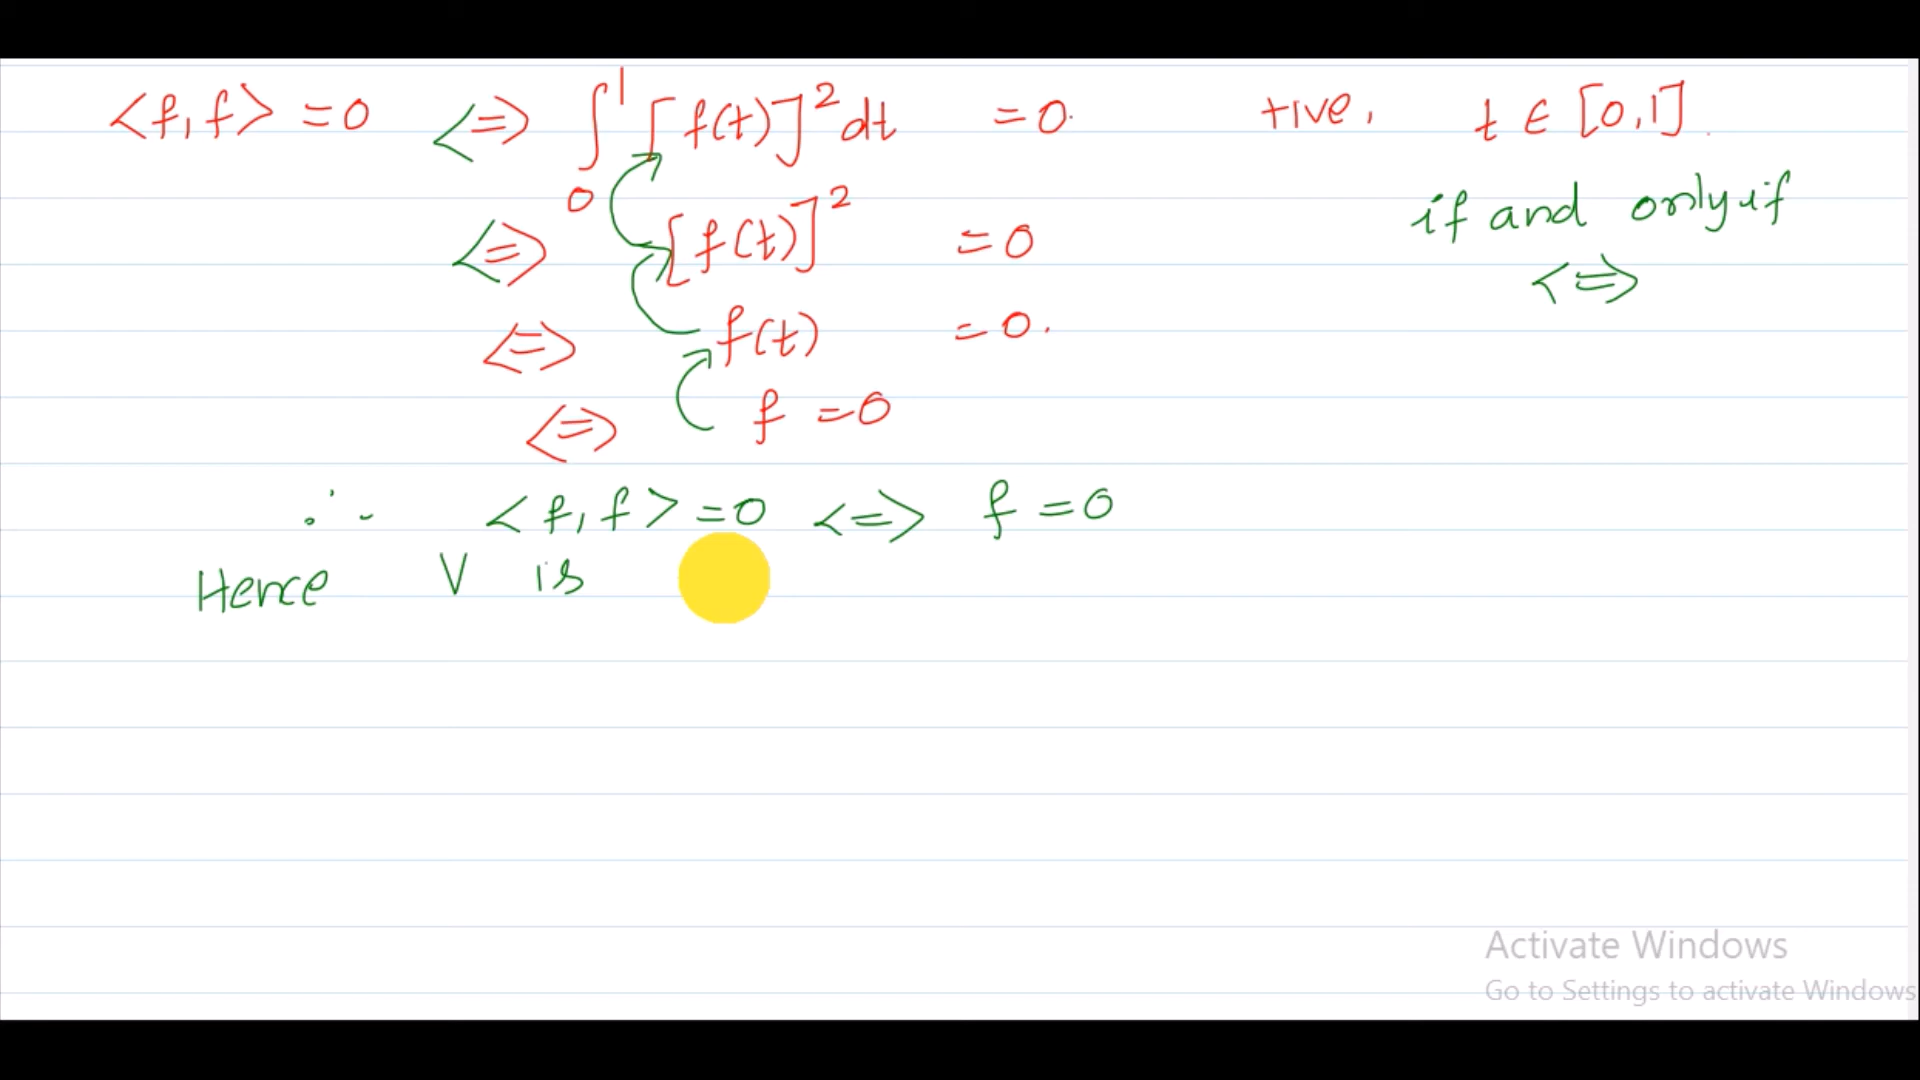 <f,f> =0 <=> ∫₀¹ [f(t)]² dt =0. +ive, t ∈ [0,1].
if and only if
<=> [f(t)]² =0
<=>
<=> f(t) =0.
<=> f =0
∴ <f,f> =0 <=> f =0
Hence V is
Activate Windows
Go to Settings to activate Windows